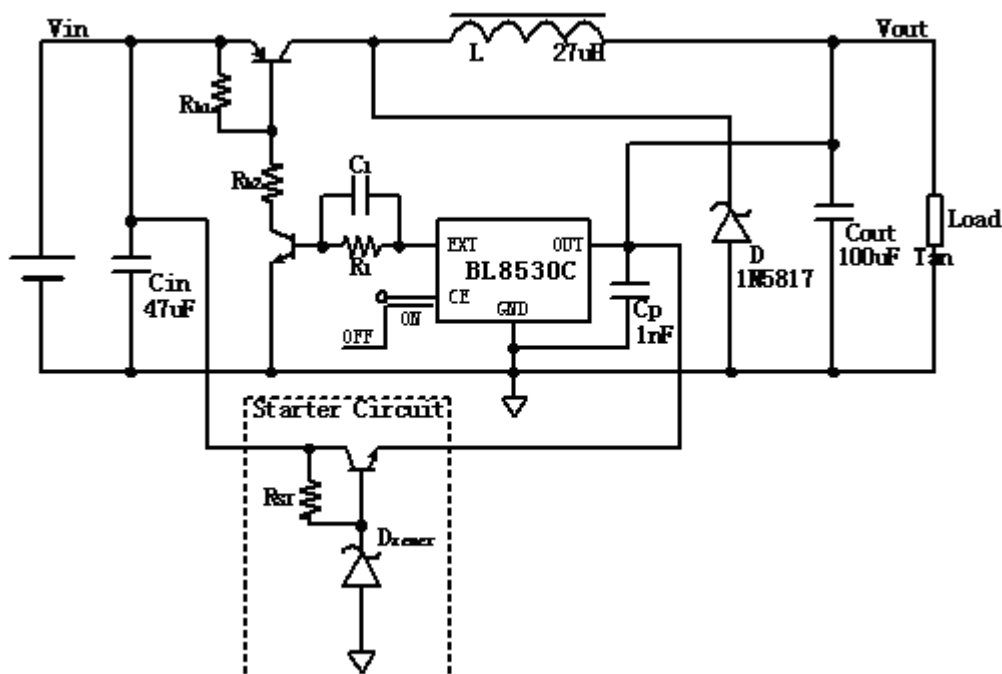 Vin
Vout
L 27uH
Rb1
Rb2
C1
R1
EXT OUT
BL8530C
CE
GND
ON
OFF
Cin
47uF
Cp
1nF
D
1N5817
Cout
100uF Tan
Load
Starter Circuit
Rst
Dzener